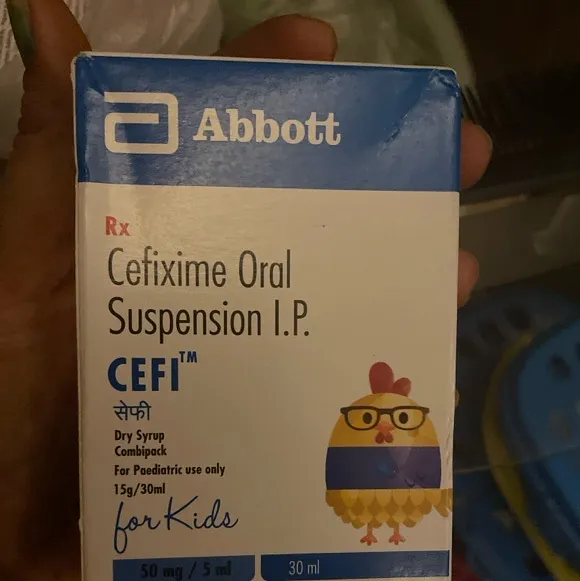 Abbott
Rx
Cefixime Oral
Suspension I.P.
CEFI™
सेफी
Dry Syrup
Combipack
For Paediatric use only
15g/30ml
for Kids
50 mg / 5 ml
30 ml